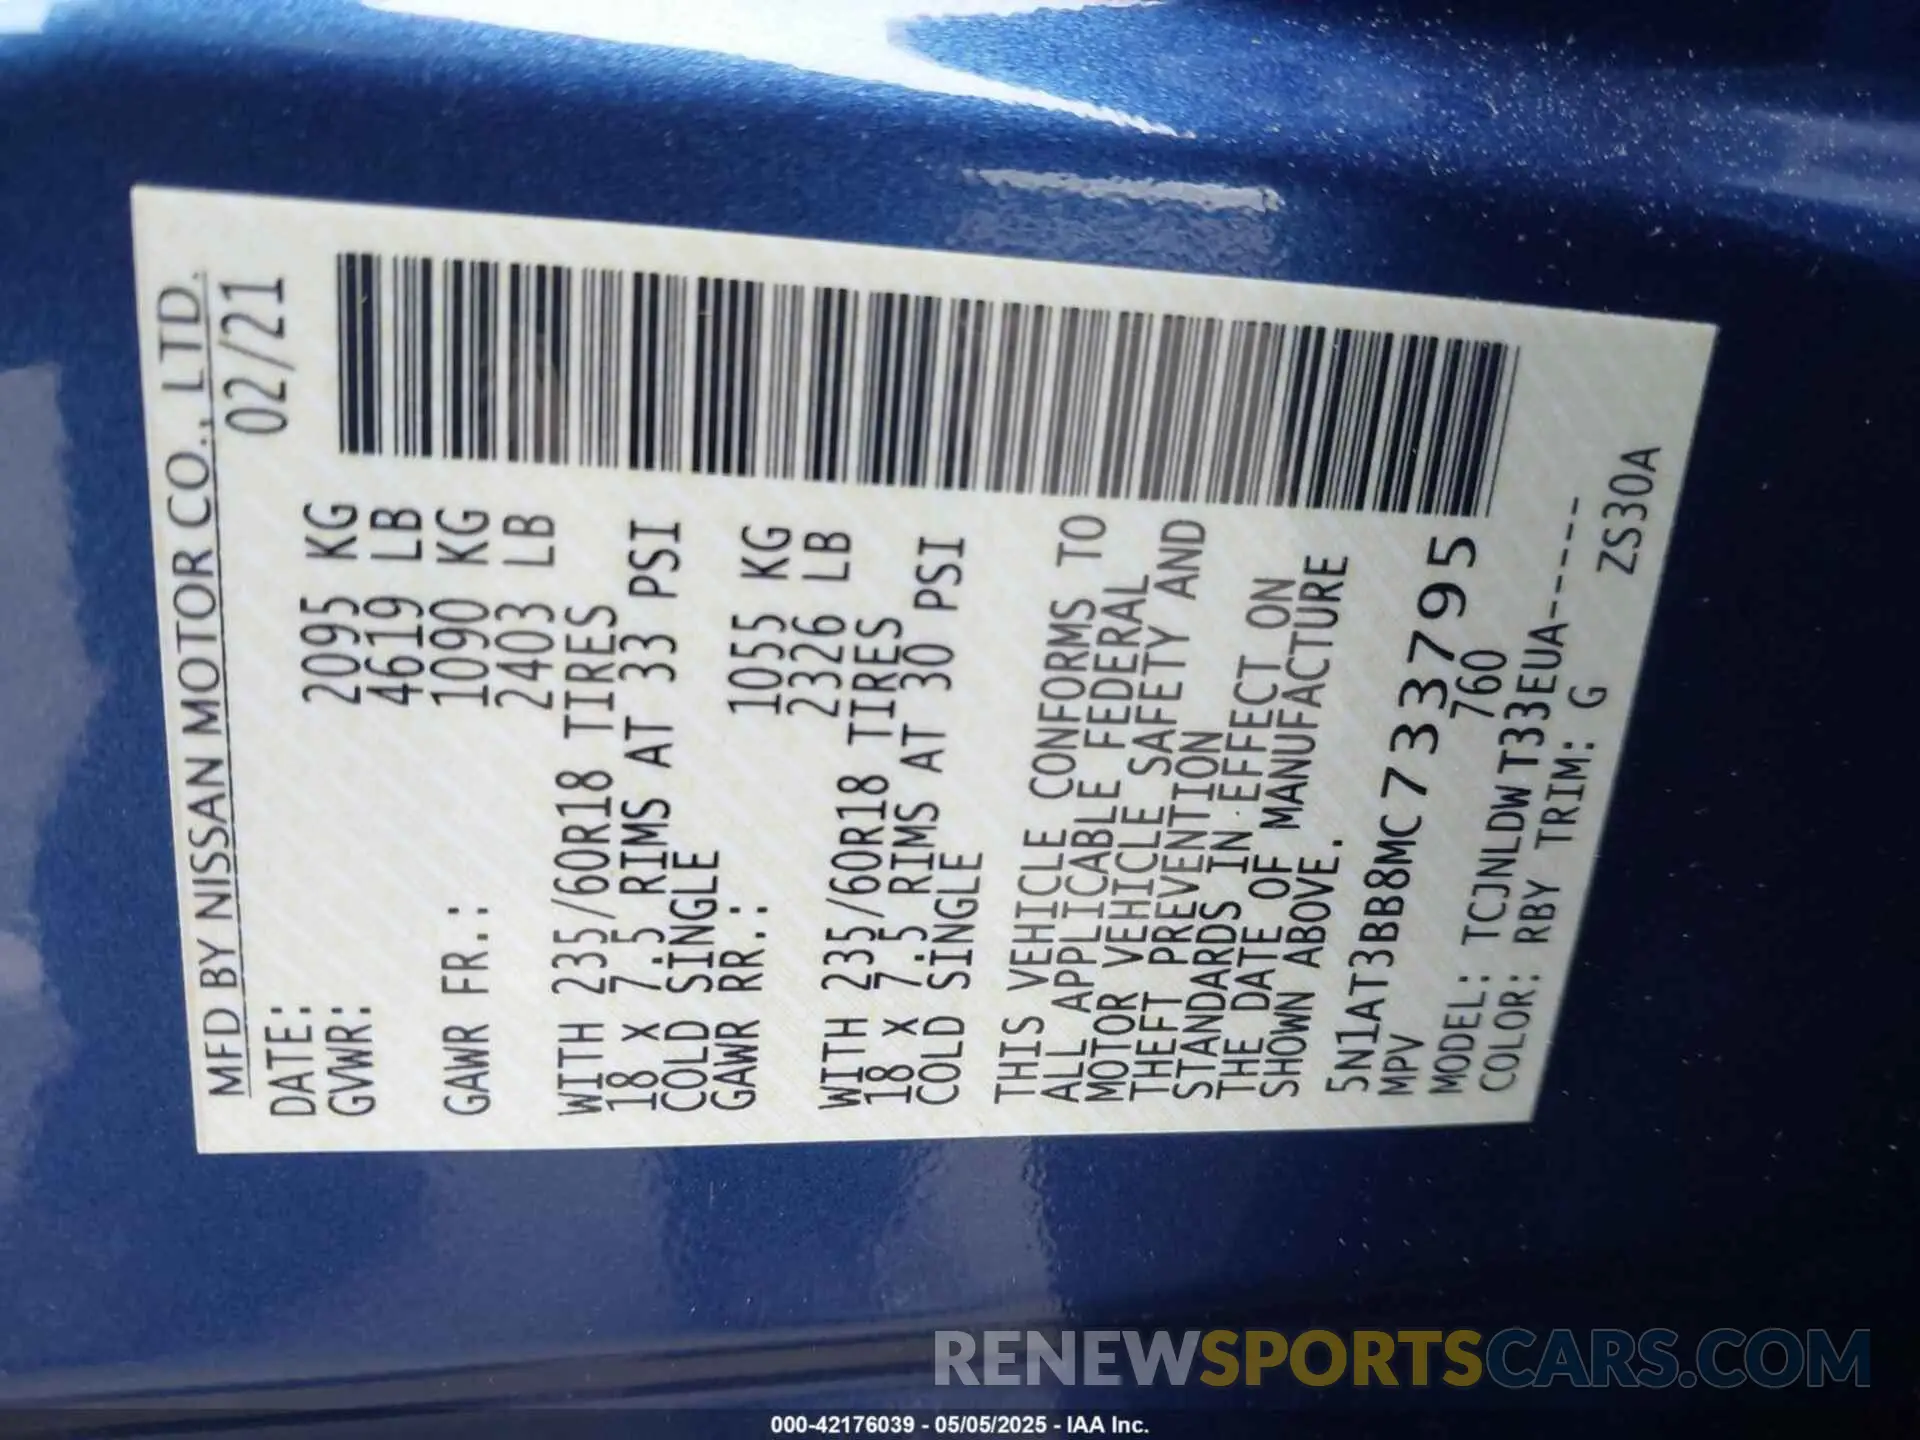 MFD BY NISSAN MOTOR CO., LTD.
DATE: 02/21
GVWR: 2095 KG
4619 LB
GAWR FR.: 1090 KG
2403 LB
WITH 235/60R18 TIRES
18 X 7.5 RIMS AT 33 PSI
COLD SINGLE
GAWR RR.: 1055 KG
2326 LB
WITH 235/60R18 TIRES
18 X 7.5 RIMS AT 30 PSI
COLD SINGLE
THIS VEHICLE CONFORMS TO
ALL APPLICABLE FEDERAL
MOTOR VEHICLE SAFETY AND
THEFT PREVENTION
STANDARDS IN EFFECT ON
THE DATE OF MANUFACTURE
SHOWN ABOVE.
5N1AT3BB8MC733795
MPV 760
MODEL: TCJNLDWT33EUA-----
COLOR: RBY TRIM: G ZS30A
RENEWSPORTSCARS.COM
000-42176039 - 05/05/2025 - IAA Inc.